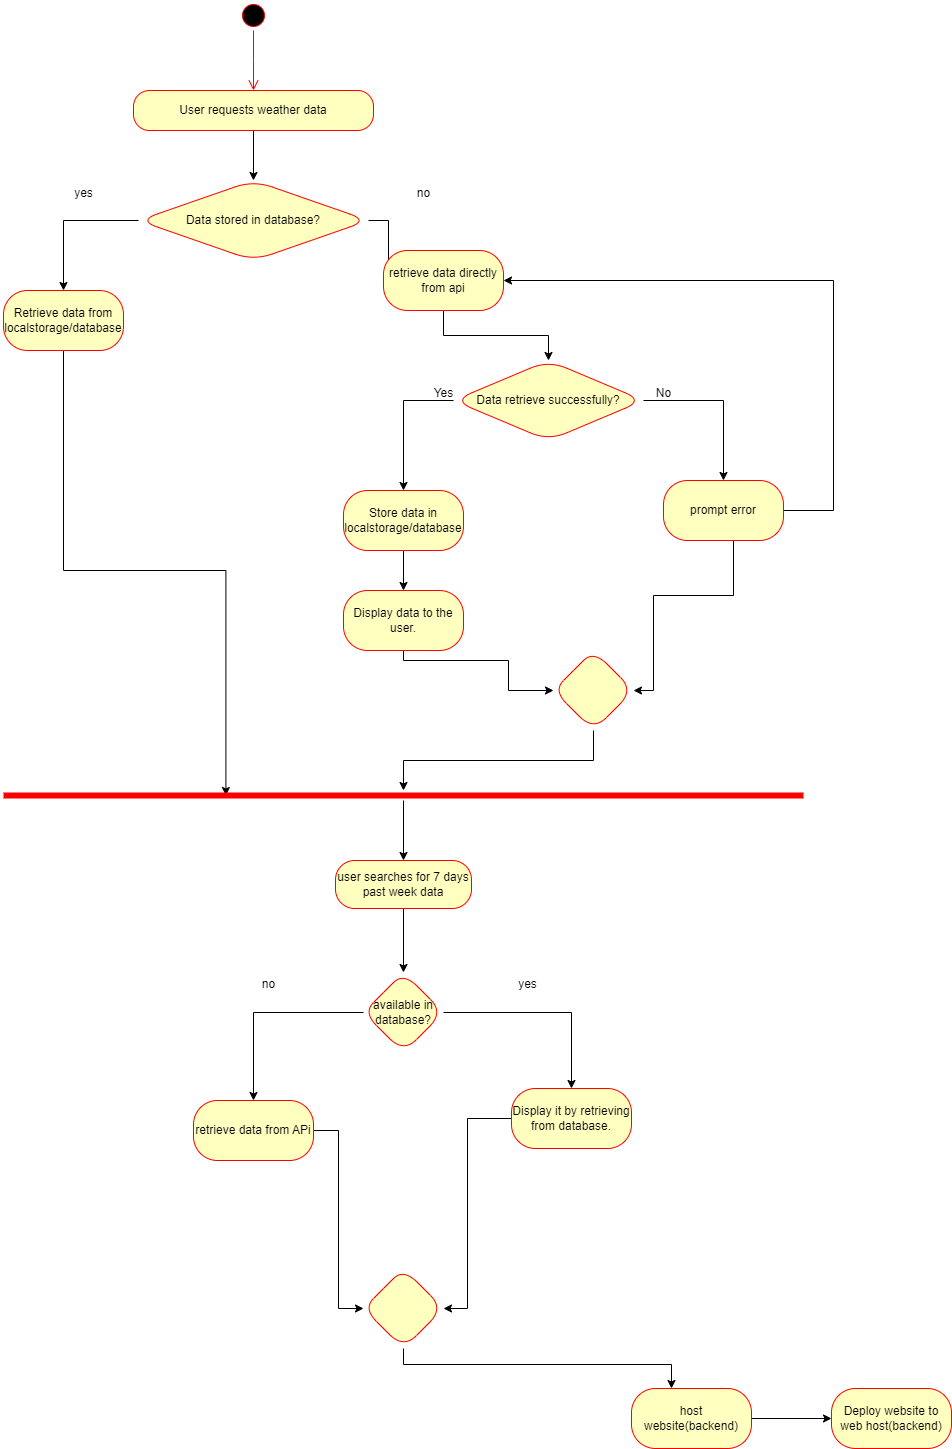 User requests weather data
yes
no
Data stored in database?
retrieve data directly
from api
Retrieve data from
localstorage/database
Yes
No
Data retrieve successfully?
Store data in
localstorage/database
prompt error
Display data to the
user.
user searches for 7 days
past week data
no
yes
available in
database?
Display it by retrieving
from database.
retrieve data from APi
host
website(backend)
Deploy website to
web host(backend)